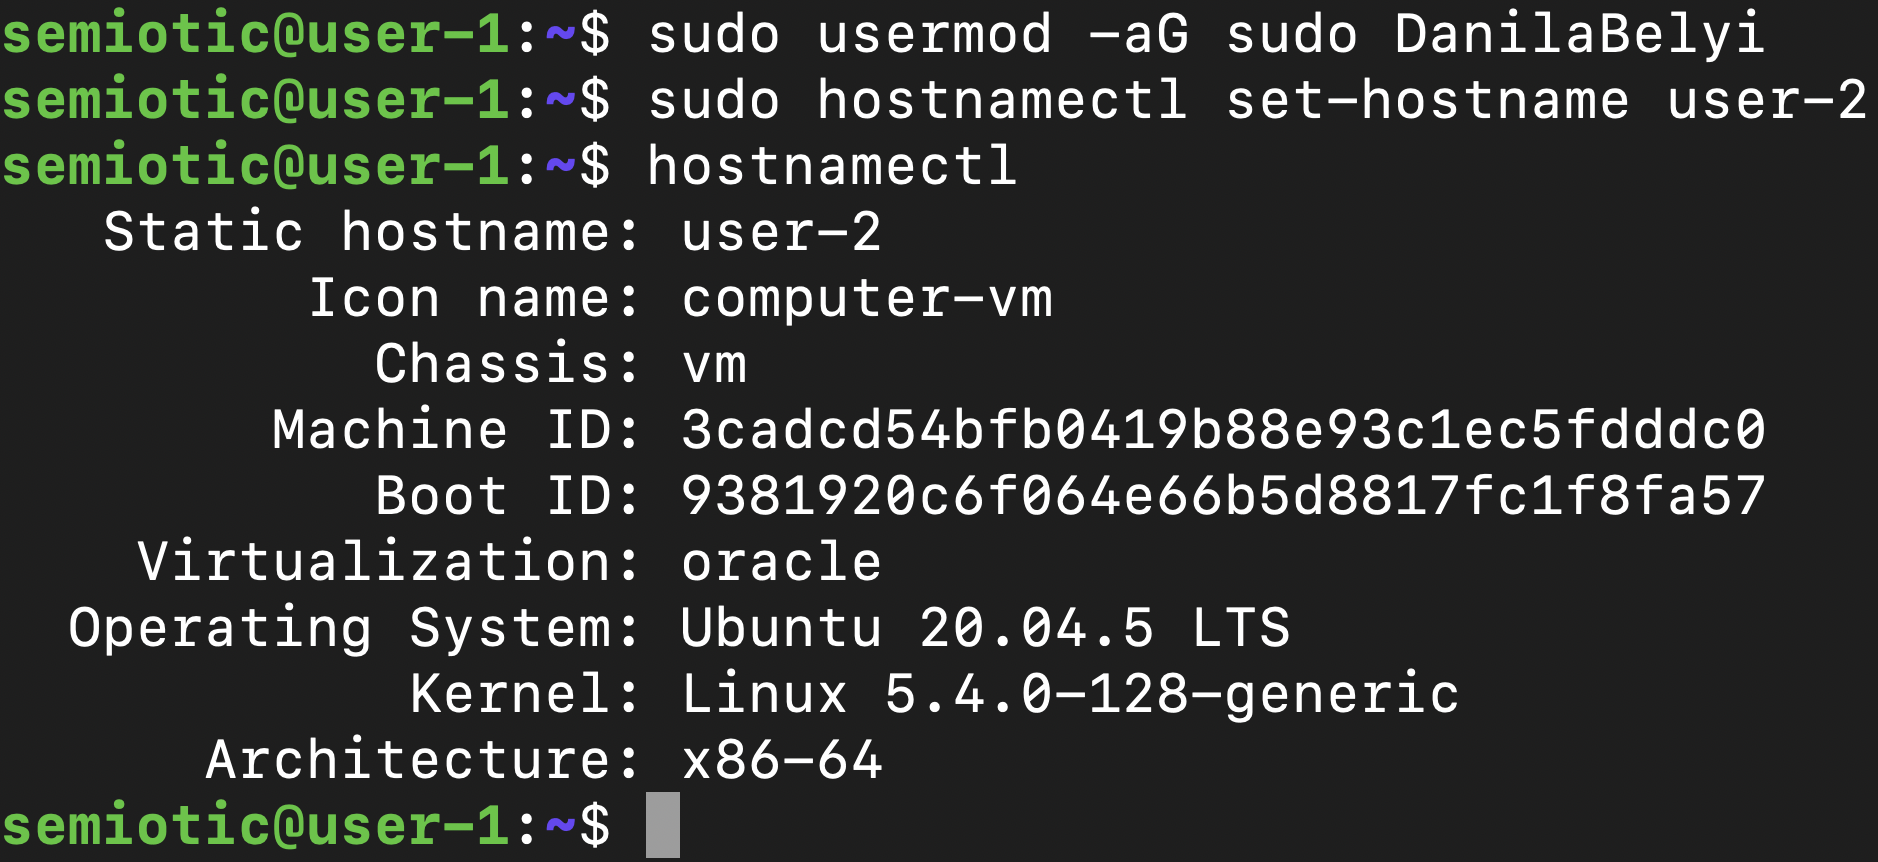 semiotic@user-1:~$ sudo usermod -aG sudo DanilaBelyi
semiotic@user-1:~$ sudo hostnamectl set-hostname user-2
semiotic@user-1:~$ hostnamectl
   Static hostname: user-2
         Icon name: computer-vm
           Chassis: vm
        Machine ID: 3cadcd54bfb0419b88e93c1ec5fdddc0
           Boot ID: 9381920c6f064e66b5d8817fc1f8fa57
    Virtualization: oracle
  Operating System: Ubuntu 20.04.5 LTS
            Kernel: Linux 5.4.0-128-generic
      Architecture: x86-64
semiotic@user-1:~$